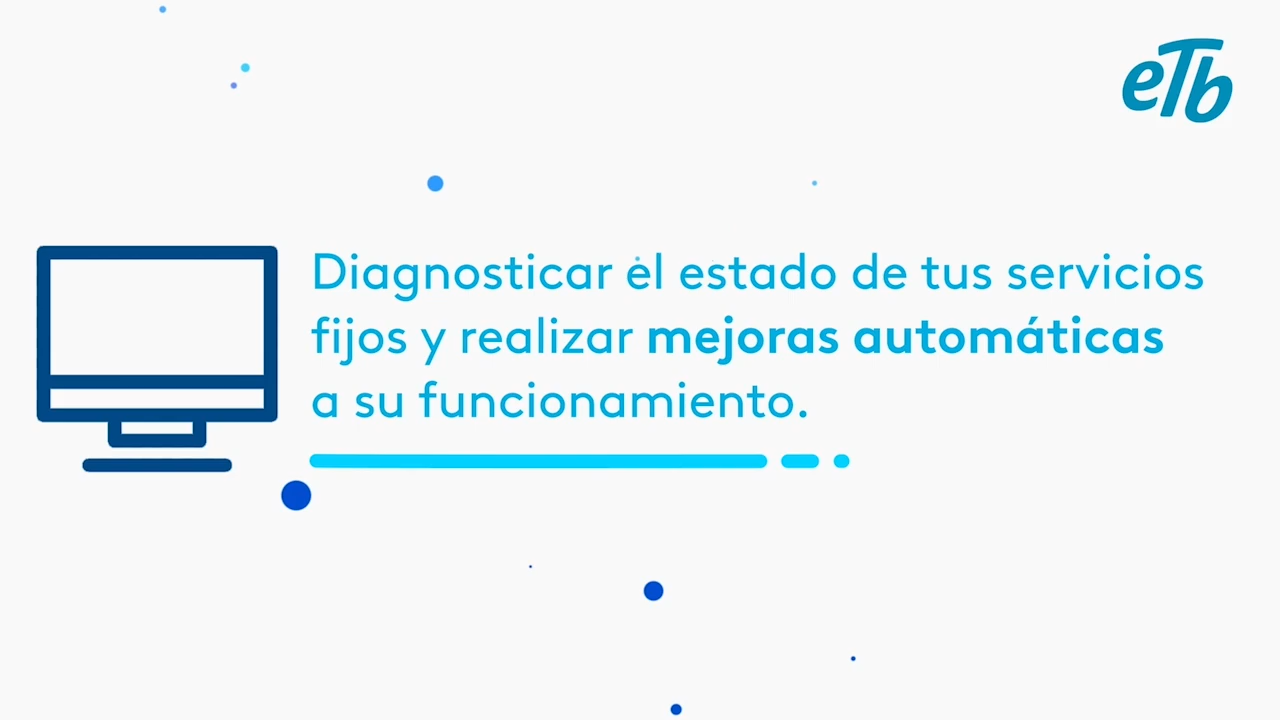 eTb
Diagnosticar el estado de tus servicios
fijos y realizar mejoras automáticas
a su funcionamiento.